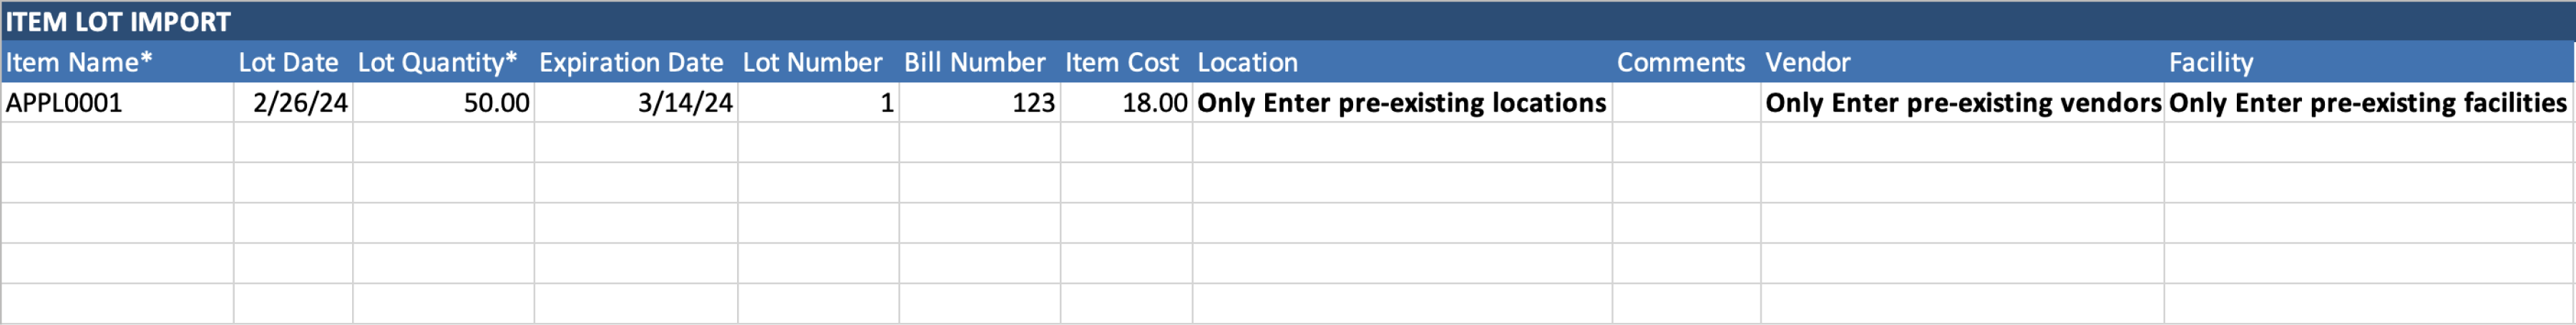 ITEM LOT IMPORT
Item Name* Lot Date Lot Quantity* Expiration Date Lot Number Bill Number Item Cost Location Comments Vendor Facility
APPL0001 2/26/24 50.00 3/14/24 1 123 18.00 Only Enter pre-existing locations Only Enter pre-existing vendors Only Enter pre-existing facilities